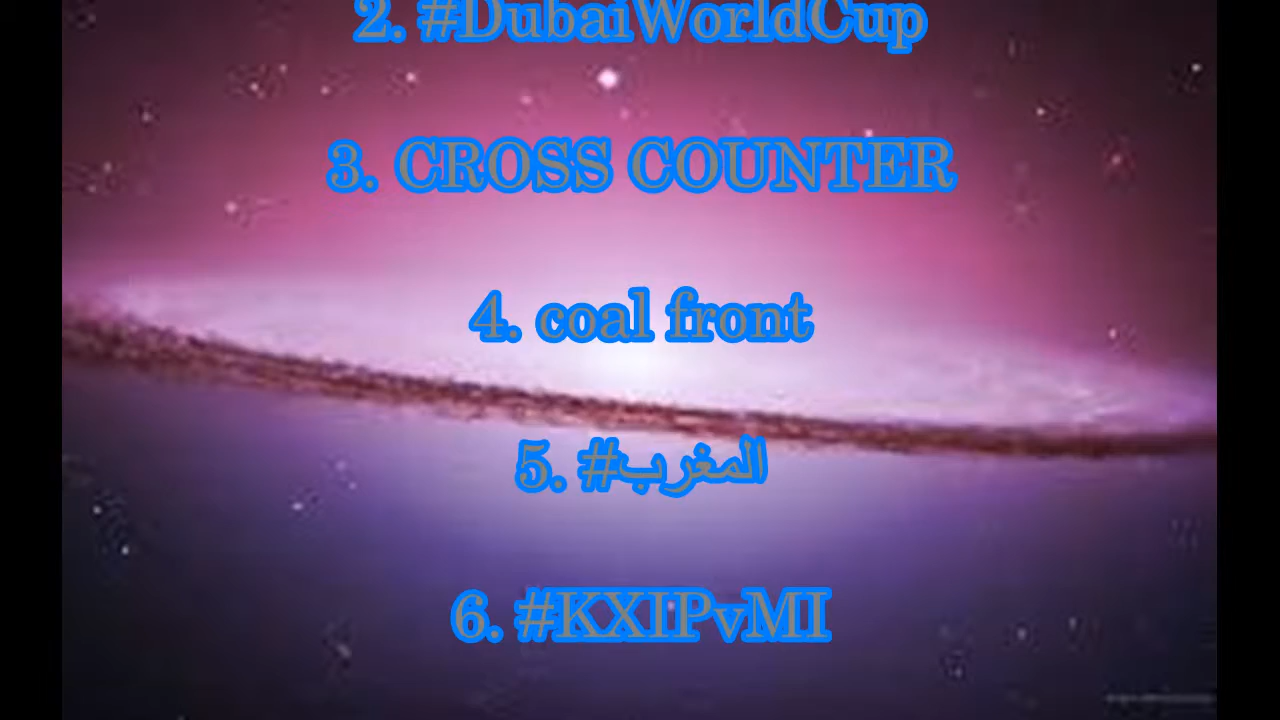 2. #DubaiWorldCup
3. CROSS COUNTER
4. coal front
5. #المغرب
6. #KXIPvMI